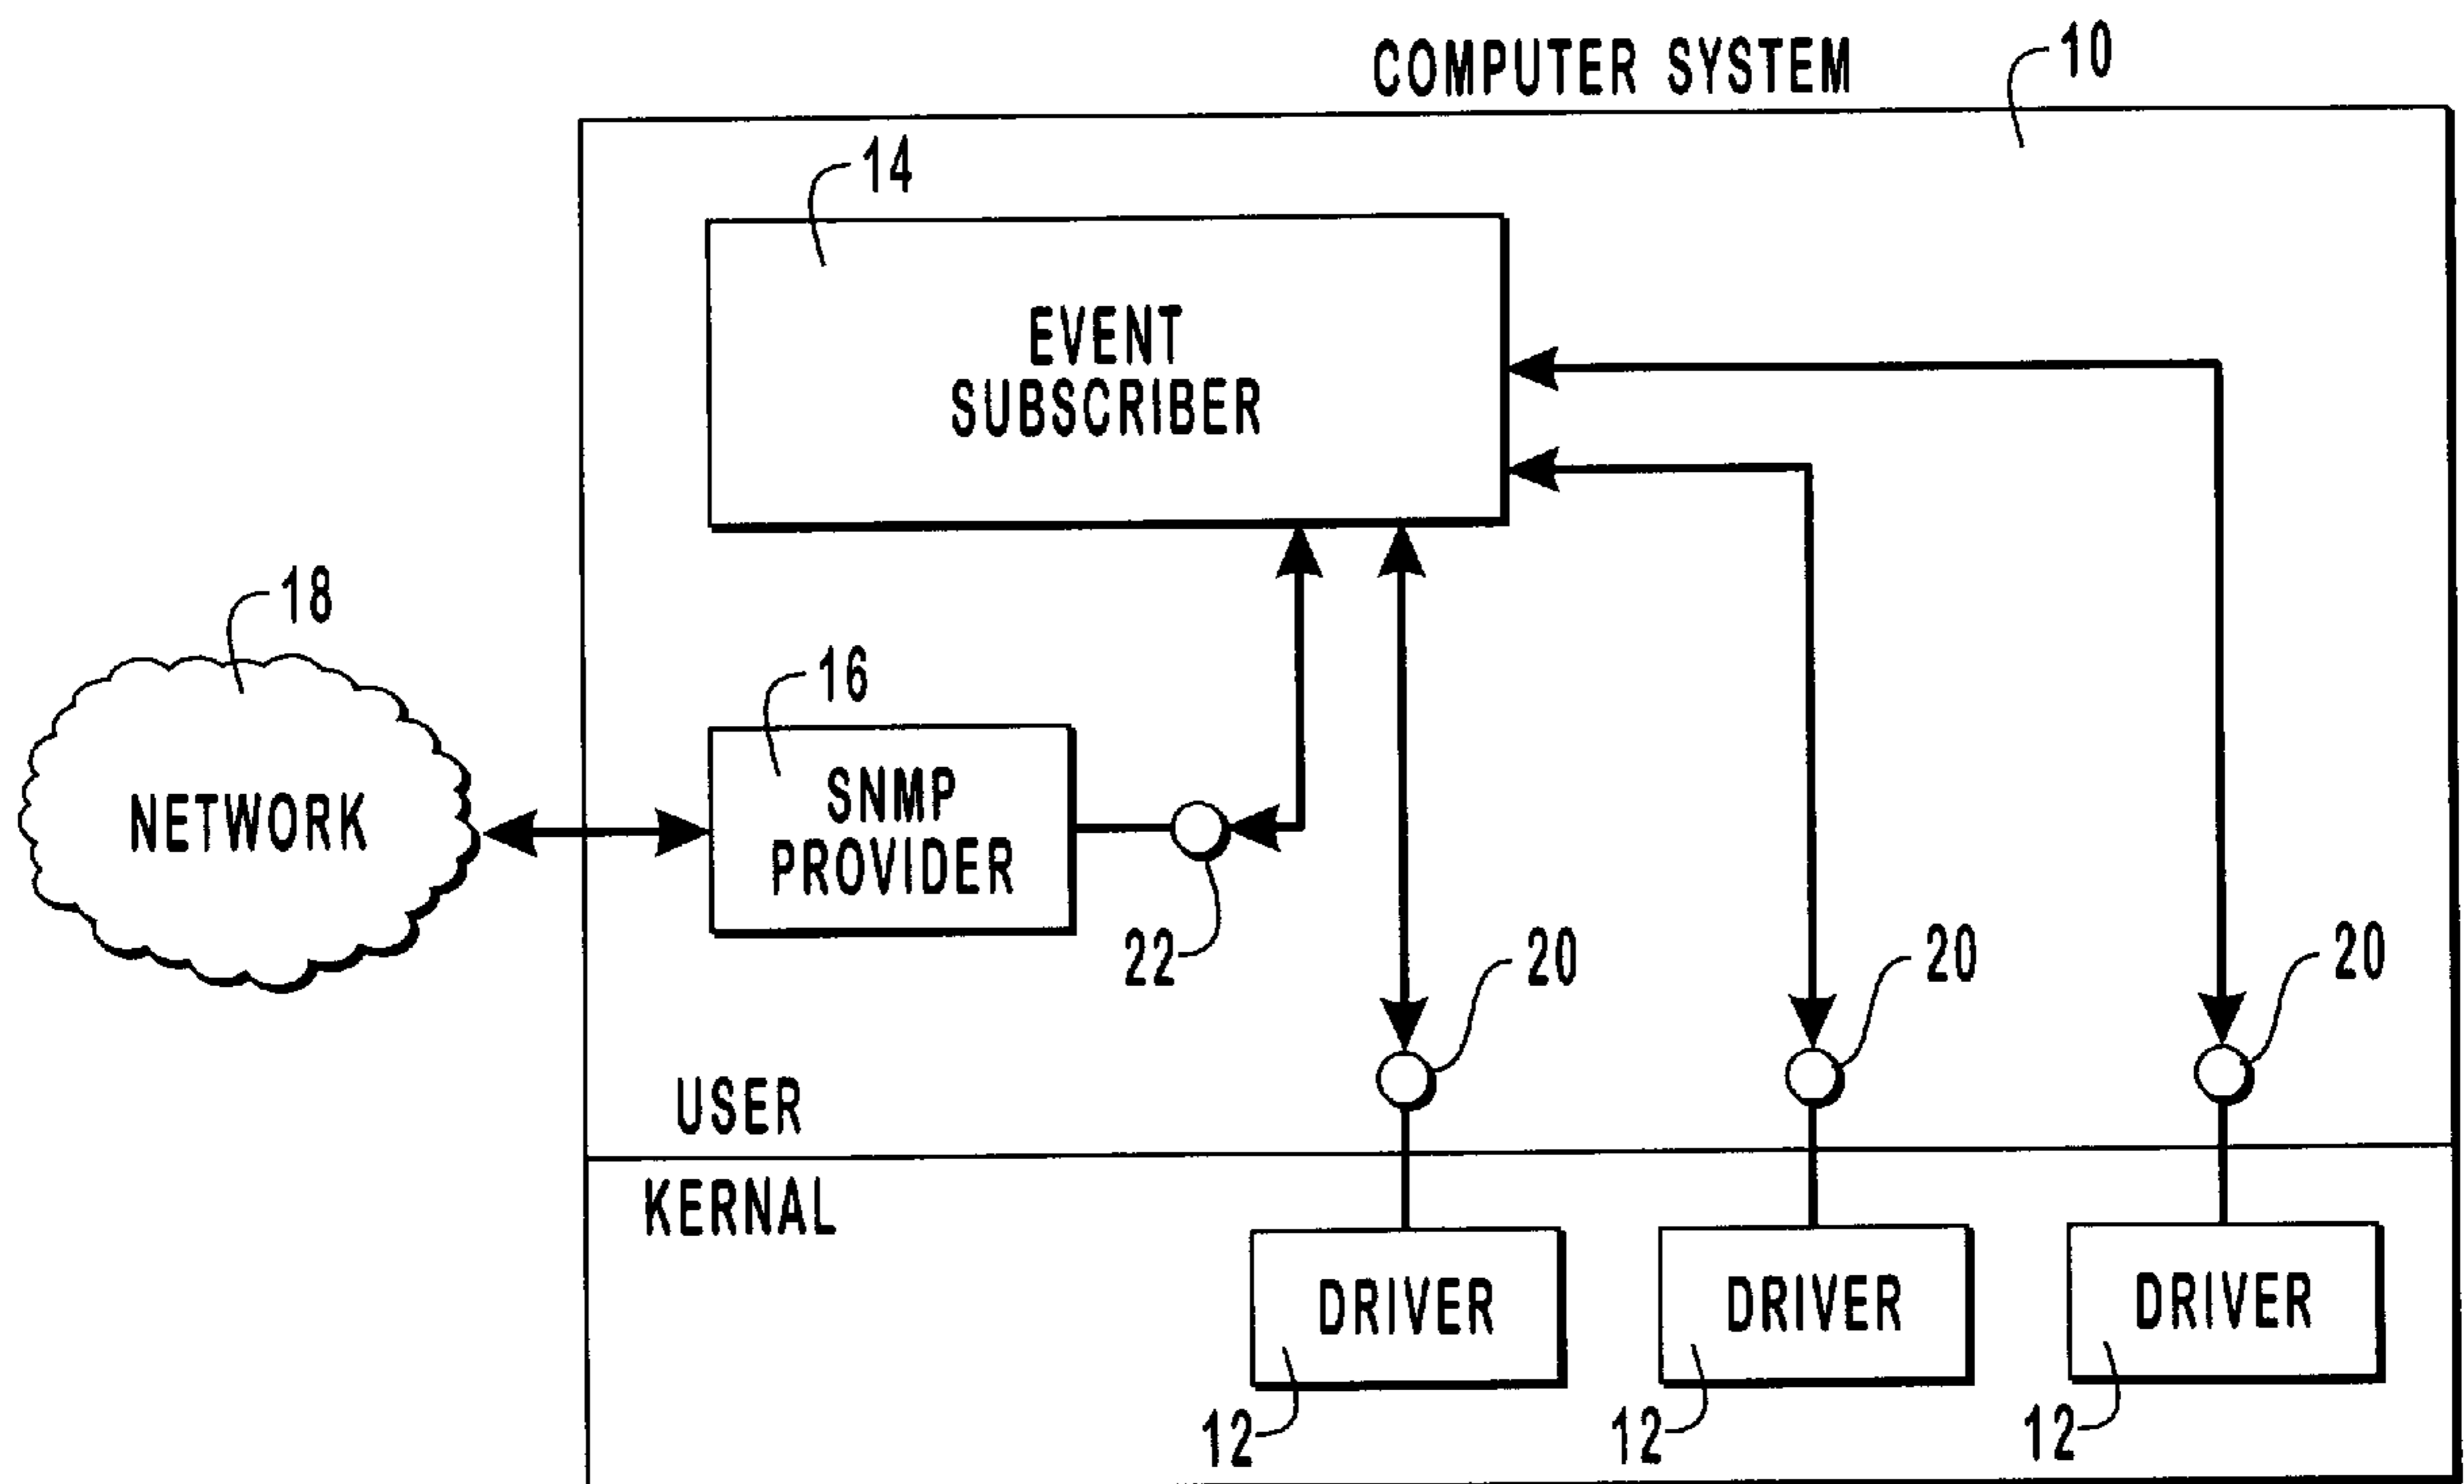 COMPUTER SYSTEM
10
14
EVENT
SUBSCRIBER
18
16
NETWORK
SNMP
PROVIDER
22
20
20
20
USER
KERNAL
DRIVER
DRIVER
DRIVER
12
12
12